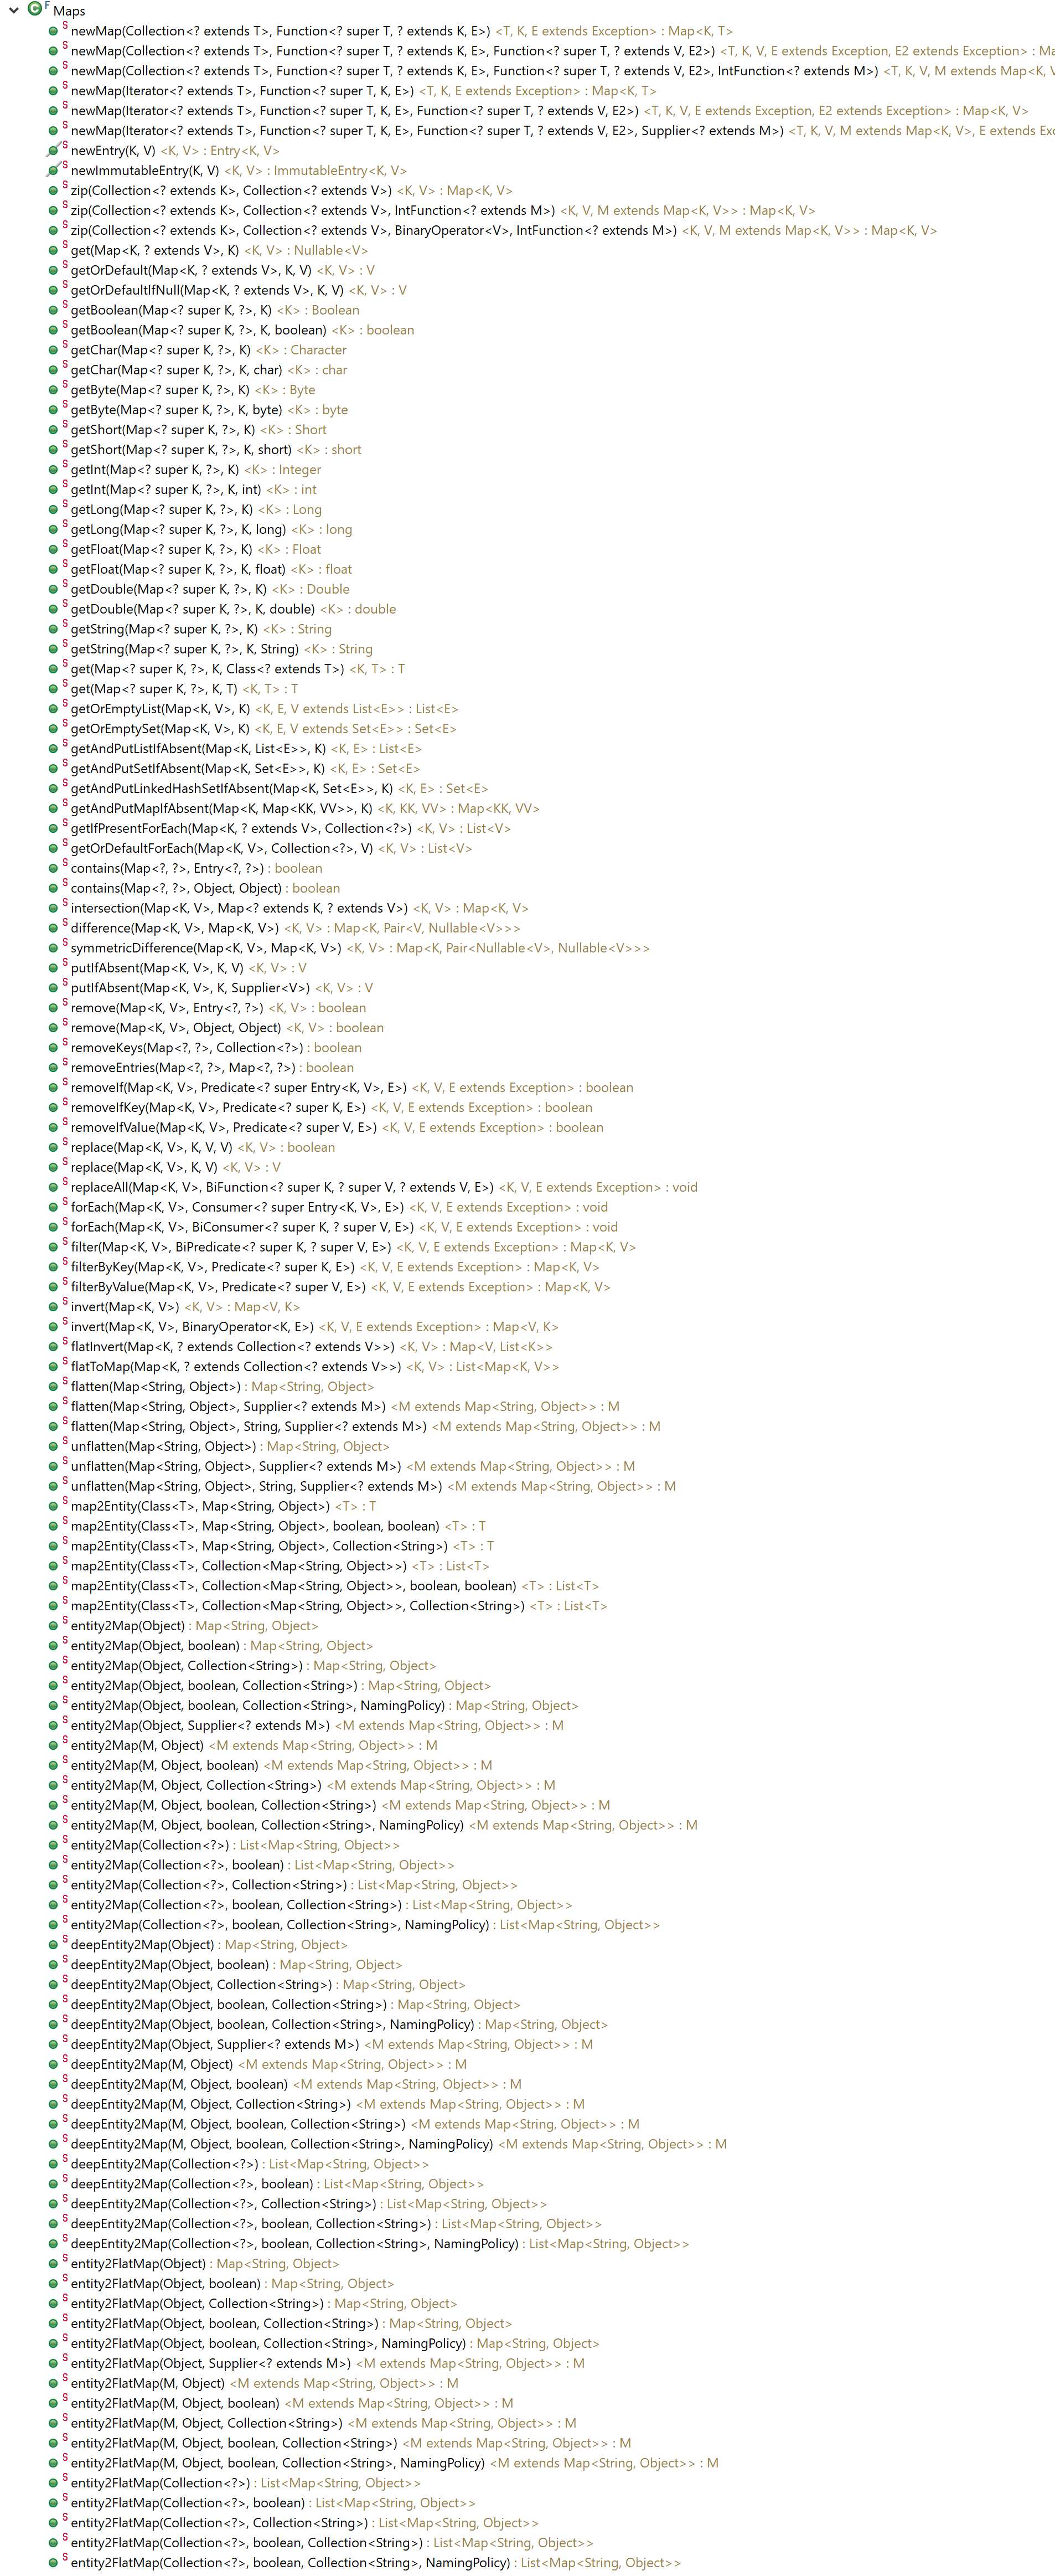 Maps
newMap(Collection<? extends T>, Function<? super T, ? extends K, E>) <T, K, E extends Exception> : Map<K, T>
newMap(Collection<? extends T>, Function<? super T, ? extends K, E>, Function<? super T, ? extends V, E2>) <T, K, V, E extends Exception, E2 extends Exception> : Ma
newMap(Collection<? extends T>, Function<? super T, ? extends K, E>, Function<? super T, ? extends V, E2>, IntFunction<? extends M>) <T, K, V, M extends Map<K, V
newMap(Iterator<? extends T>, Function<? super T, K, E>) <T, K, E extends Exception> : Map<K, T>
newMap(Iterator<? extends T>, Function<? super T, K, E>, Function<? super T, ? extends V, E2>) <T, K, V, E extends Exception, E2 extends Exception> : Map<K, V>
newMap(Iterator<? extends T>, Function<? super T, K, E>, Function<? super T, ? extends V, E2>, Supplier<? extends M>) <T, K, V, M extends Map<K, V>, E extends Exc
newEntry(K, V) <K, V> : Entry<K, V>
newImmutableEntry(K, V) <K, V> : ImmutableEntry<K, V>
zip(Collection<? extends K>, Collection<? extends V>) <K, V> : Map<K, V>
zip(Collection<? extends K>, Collection<? extends V>, IntFunction<? extends M>) <K, V, M extends Map<K, V>> : Map<K, V>
zip(Collection<? extends K>, Collection<? extends V>, BinaryOperator<V>, IntFunction<? extends M>) <K, V, M extends Map<K, V>> : Map<K, V>
get(Map<K, ? extends V>, K) <K, V> : Nullable<V>
getOrDefault(Map<K, ? extends V>, K, V) <K, V> : V
getOrDefaultIfNull(Map<K, ? extends V>, K, V) <K, V> : V
getBoolean(Map<? super K, ?>, K) <K> : Boolean
getBoolean(Map<? super K, ?>, K, boolean) <K> : boolean
getChar(Map<? super K, ?>, K) <K> : Character
getChar(Map<? super K, ?>, K, char) <K> : char
getByte(Map<? super K, ?>, K) <K> : Byte
getByte(Map<? super K, ?>, K, byte) <K> : byte
getShort(Map<? super K, ?>, K) <K> : Short
getShort(Map<? super K, ?>, K, short) <K> : short
getInt(Map<? super K, ?>, K) <K> : Integer
getInt(Map<? super K, ?>, K, int) <K> : int
getLong(Map<? super K, ?>, K) <K> : Long
getLong(Map<? super K, ?>, K, long) <K> : long
getFloat(Map<? super K, ?>, K) <K> : Float
getFloat(Map<? super K, ?>, K, float) <K> : float
getDouble(Map<? super K, ?>, K) <K> : Double
getDouble(Map<? super K, ?>, K, double) <K> : double
getString(Map<? super K, ?>, K) <K> : String
getString(Map<? super K, ?>, K, String) <K> : String
get(Map<? super K, ?>, K, Class<? extends T>) <K, T> : T
get(Map<? super K, ?>, K, T) <K, T> : T
getOrEmptyList(Map<K, V>, K) <K, E, V extends List<E>> : List<E>
getOrEmptySet(Map<K, V>, K) <K, E, V extends Set<E>> : Set<E>
getAndPutListIfAbsent(Map<K, List<E>>, K) <K, E> : List<E>
getAndPutSetIfAbsent(Map<K, Set<E>>, K) <K, E> : Set<E>
getAndPutLinkedHashSetIfAbsent(Map<K, Set<E>>, K) <K, E> : Set<E>
getAndPutMapIfAbsent(Map<K, Map<KK, VV>>, K) <K, KK, VV> : Map<KK, VV>
getIfPresentForEach(Map<K, ? extends V>, Collection<?>) <K, V> : List<V>
getOrDefaultForEach(Map<K, V>, Collection<?>, V) <K, V> : List<V>
contains(Map<?, ?>, Entry<?, ?>) : boolean
contains(Map<?, ?>, Object, Object) : boolean
intersection(Map<K, V>, Map<? extends K, ? extends V>) <K, V> : Map<K, V>
difference(Map<K, V>, Map<K, V>) <K, V> : Map<K, Pair<V, Nullable<V>>>
symmetricDifference(Map<K, V>, Map<K, V>) <K, V> : Map<K, Pair<Nullable<V>, Nullable<V>>>
putIfAbsent(Map<K, V>, K, V) <K, V> : V
putIfAbsent(Map<K, V>, K, Supplier<V>) <K, V> : V
remove(Map<K, V>, Entry<?, ?>) <K, V> : boolean
remove(Map<K, V>, Object, Object) <K, V> : boolean
removeKeys(Map<?, ?>, Collection<?>) : boolean
removeEntries(Map<?, ?>, Map<?, ?>) : boolean
removeIf(Map<K, V>, Predicate<? super Entry<K, V>, E>) <K, V, E extends Exception> : boolean
removeIfKey(Map<K, V>, Predicate<? super K, E>) <K, V, E extends Exception> : boolean
removeIfValue(Map<K, V>, Predicate<? super V, E>) <K, V, E extends Exception> : boolean
replace(Map<K, V>, K, V, V) <K, V> : boolean
replace(Map<K, V>, K, V) <K, V> : V
replaceAll(Map<K, V>, BiFunction<? super K, ? super V, ? extends V, E>) <K, V, E extends Exception> : void
forEach(Map<K, V>, Consumer<? super Entry<K, V>, E>) <K, V, E extends Exception> : void
forEach(Map<K, V>, BiConsumer<? super K, ? super V, E>) <K, V, E extends Exception> : void
filter(Map<K, V>, BiPredicate<? super K, ? super V, E>) <K, V, E extends Exception> : Map<K, V>
filterByKey(Map<K, V>, Predicate<? super K, E>) <K, V, E extends Exception> : Map<K, V>
filterByValue(Map<K, V>, Predicate<? super V, E>) <K, V, E extends Exception> : Map<K, V>
invert(Map<K, V>) <K, V> : Map<V, K>
invert(Map<K, V>, BinaryOperator<K, E>) <K, V, E extends Exception> : Map<V, K>
flatInvert(Map<K, ? extends Collection<? extends V>>) <K, V> : Map<V, List<K>>
flatToMap(Map<K, ? extends Collection<? extends V>>) <K, V> : List<Map<K, V>>
flatten(Map<String, Object>) : Map<String, Object>
flatten(Map<String, Object>, Supplier<? extends M>) <M extends Map<String, Object>> : M
flatten(Map<String, Object>, String, Supplier<? extends M>) <M extends Map<String, Object>> : M
unflatten(Map<String, Object>) : Map<String, Object>
unflatten(Map<String, Object>, Supplier<? extends M>) <M extends Map<String, Object>> : M
unflatten(Map<String, Object>, String, Supplier<? extends M>) <M extends Map<String, Object>> : M
map2Entity(Class<T>, Map<String, Object>) <T> : T
map2Entity(Class<T>, Map<String, Object>, boolean, boolean) <T> : T
map2Entity(Class<T>, Map<String, Object>, Collection<String>) <T> : T
map2Entity(Class<T>, Collection<Map<String, Object>>) <T> : List<T>
map2Entity(Class<T>, Collection<Map<String, Object>>, boolean, boolean) <T> : List<T>
map2Entity(Class<T>, Collection<Map<String, Object>>, Collection<String>) <T> : List<T>
entity2Map(Object) : Map<String, Object>
entity2Map(Object, boolean) : Map<String, Object>
entity2Map(Object, Collection<String>) : Map<String, Object>
entity2Map(Object, boolean, Collection<String>) : Map<String, Object>
entity2Map(Object, boolean, Collection<String>, NamingPolicy) : Map<String, Object>
entity2Map(Object, Supplier<? extends M>) <M extends Map<String, Object>> : M
entity2Map(M, Object) <M extends Map<String, Object>> : M
entity2Map(M, Object, boolean) <M extends Map<String, Object>> : M
entity2Map(M, Object, Collection<String>) <M extends Map<String, Object>> : M
entity2Map(M, Object, boolean, Collection<String>) <M extends Map<String, Object>> : M
entity2Map(M, Object, boolean, Collection<String>, NamingPolicy) <M extends Map<String, Object>> : M
entity2Map(Collection<?>) : List<Map<String, Object>>
entity2Map(Collection<?>, boolean) : List<Map<String, Object>>
entity2Map(Collection<?>, Collection<String>) : List<Map<String, Object>>
entity2Map(Collection<?>, boolean, Collection<String>) : List<Map<String, Object>>
entity2Map(Collection<?>, boolean, Collection<String>, NamingPolicy) : List<Map<String, Object>>
deepEntity2Map(Object) : Map<String, Object>
deepEntity2Map(Object, boolean) : Map<String, Object>
deepEntity2Map(Object, Collection<String>) : Map<String, Object>
deepEntity2Map(Object, boolean, Collection<String>) : Map<String, Object>
deepEntity2Map(Object, boolean, Collection<String>, NamingPolicy) : Map<String, Object>
deepEntity2Map(Object, Supplier<? extends M>) <M extends Map<String, Object>> : M
deepEntity2Map(M, Object) <M extends Map<String, Object>> : M
deepEntity2Map(M, Object, boolean) <M extends Map<String, Object>> : M
deepEntity2Map(M, Object, Collection<String>) <M extends Map<String, Object>> : M
deepEntity2Map(M, Object, boolean, Collection<String>) <M extends Map<String, Object>> : M
deepEntity2Map(M, Object, boolean, Collection<String>, NamingPolicy) <M extends Map<String, Object>> : M
deepEntity2Map(Collection<?>) : List<Map<String, Object>>
deepEntity2Map(Collection<?>, boolean) : List<Map<String, Object>>
deepEntity2Map(Collection<?>, Collection<String>) : List<Map<String, Object>>
deepEntity2Map(Collection<?>, boolean, Collection<String>) : List<Map<String, Object>>
deepEntity2Map(Collection<?>, boolean, Collection<String>, NamingPolicy) : List<Map<String, Object>>
entity2FlatMap(Object) : Map<String, Object>
entity2FlatMap(Object, boolean) : Map<String, Object>
entity2FlatMap(Object, Collection<String>) : Map<String, Object>
entity2FlatMap(Object, boolean, Collection<String>) : Map<String, Object>
entity2FlatMap(Object, boolean, Collection<String>, NamingPolicy) : Map<String, Object>
entity2FlatMap(Object, Supplier<? extends M>) <M extends Map<String, Object>> : M
entity2FlatMap(M, Object) <M extends Map<String, Object>> : M
entity2FlatMap(M, Object, boolean) <M extends Map<String, Object>> : M
entity2FlatMap(M, Object, Collection<String>) <M extends Map<String, Object>> : M
entity2FlatMap(M, Object, boolean, Collection<String>) <M extends Map<String, Object>> : M
entity2FlatMap(M, Object, boolean, Collection<String>, NamingPolicy) <M extends Map<String, Object>> : M
entity2FlatMap(Collection<?>) : List<Map<String, Object>>
entity2FlatMap(Collection<?>, boolean) : List<Map<String, Object>>
entity2FlatMap(Collection<?>, Collection<String>) : List<Map<String, Object>>
entity2FlatMap(Collection<?>, boolean, Collection<String>) : List<Map<String, Object>>
entity2FlatMap(Collection<?>, boolean, Collection<String>, NamingPolicy) : List<Map<String, Object>>